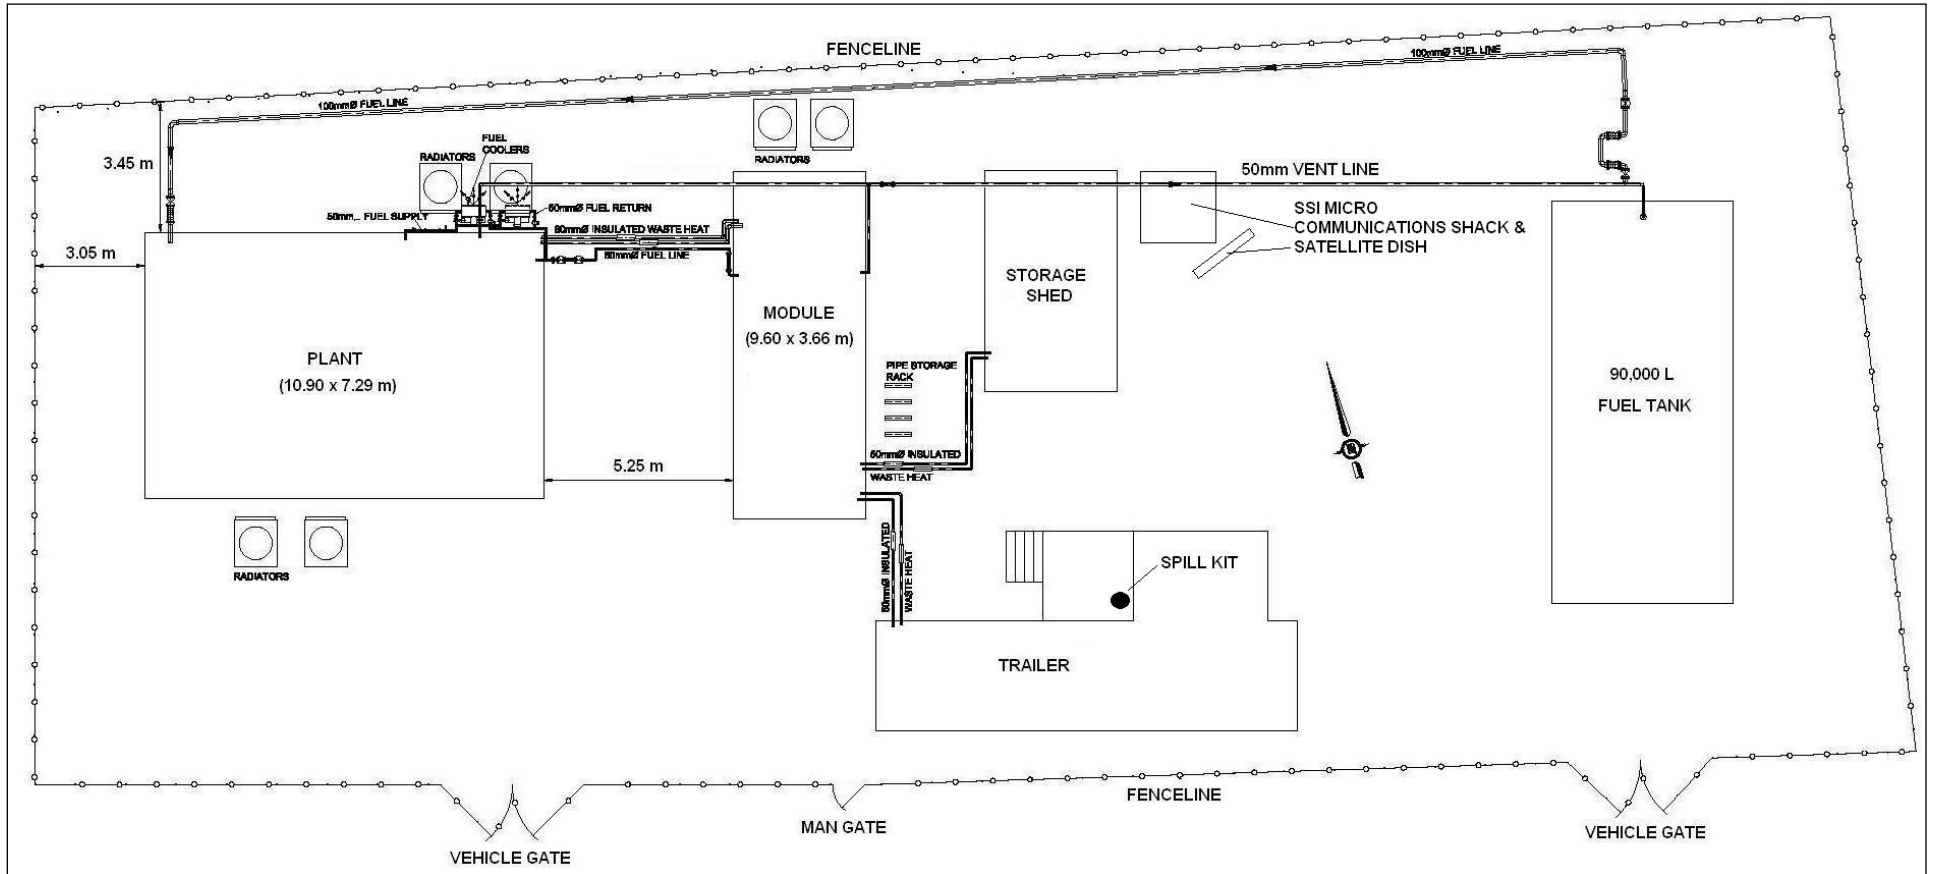 FENCELINE
100mmØ FUEL LINE
100mmØ FUEL LINE
3.45 m
FUEL
COOLERS
RADIATORS
RADIATORS
50mm VENT LINE
50mm
FUEL SUPPLY
50mmØ FUEL RETURN
SSI MICRO
COMMUNICATIONS SHACK &
SATELLITE DISH
INSULATED WASTE HEAT
3.05 m
FUEL LINE
STORAGE
SHED
MODULE
(9.60 x 3.66 m)
PLANT
(10.90 x 7.29 m)
PIPE STORAGE
RACK
90,000 L
FUEL TANK
5.25 m
50mmØ INSULATED
WASTE HEAT
50mmØ INSULATED
WASTE HEAT
SPILL KIT
RADIATORS
TRAILER
FENCELINE
MAN GATE
VEHICLE GATE
VEHICLE GATE